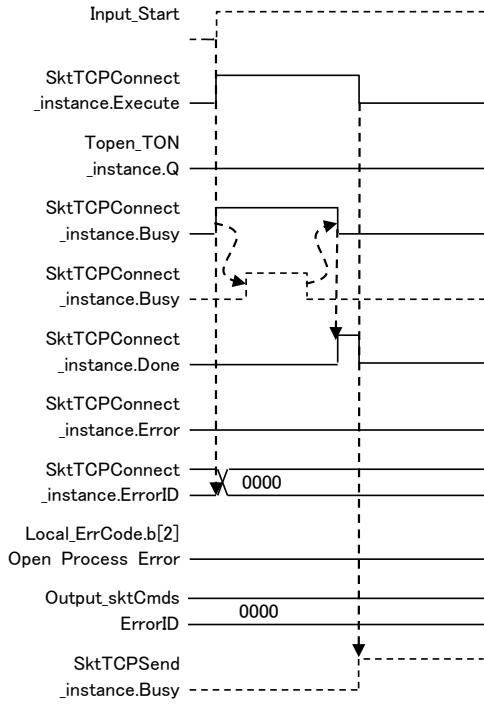 Input_Start
SktTCPConnect
_instance.Execute
Topen_TON
_instance.Q
SktTCPConnect
_instance.Busy
SktTCPConnect
_instance.Busy
SktTCPConnect
_instance.Done
SktTCPConnect
_instance.Error
SktTCPConnect
_instance.ErrorID
0000
Local_ErrCode.b[2]
Open Process Error
Output_sktCmds
ErrorID
0000
SktTCPSend
_instance.Busy